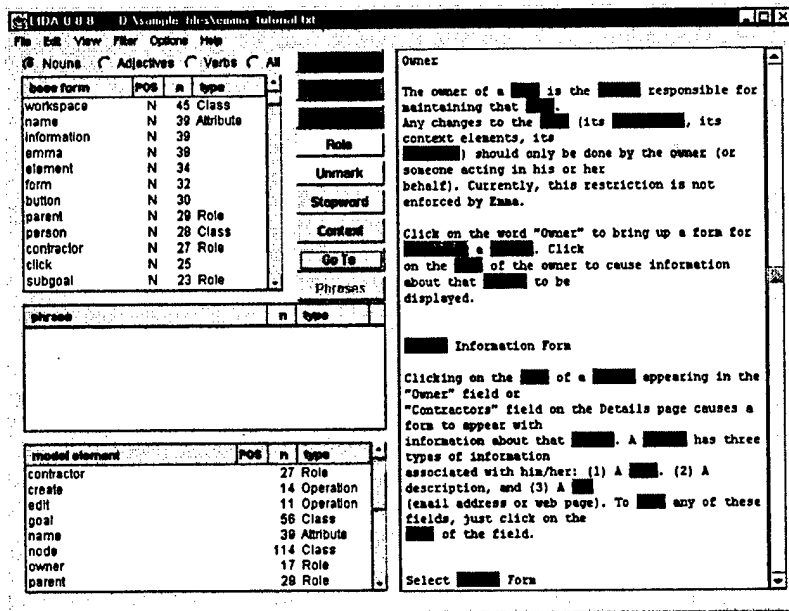 LIDA 0.8.8 D:\sample_files\emma_tutorial.txt
File Edit View Filter Options Help
Nouns Adjectives Verbs All
base form POS n type
workspace N 45 Class
name N 39 Attribute
information N 39
emma N 38
element N 34
form N 32
button N 30
parent N 29 Role
person N 28 Class
contractor N 27 Role
click N 25
subgoal N 23 Role
Role
Unmark
Stopword
Context
Go To
Phrases
phrase n type
model element POS n type
contractor 27 Role
create 14 Operation
edit 11 Operation
goal 56 Class
name 39 Attribute
node 114 Class
owner 17 Role
parent 29 Role
Owner
The owner of a is the responsible for
maintaining that .
Any changes to the (its , its
context elements, its
) should only be done by the owner (or
someone acting in his or her
behalf). Currently, this restriction is not
enforced by Emma.
Click on the word "Owner" to bring up a form for
a . Click
on the of the owner to cause information
about that to be
displayed.
Information Form
Clicking on the of a appearing in the
"Owner" field or
"Contractors" field on the Details page causes a
form to appear with
information about that . A has three
types of information
associated with him/her: (1) A . (2) A
description, and (3) A
(email address or web page). To any of these
fields, just click on the
of the field.
Select Form